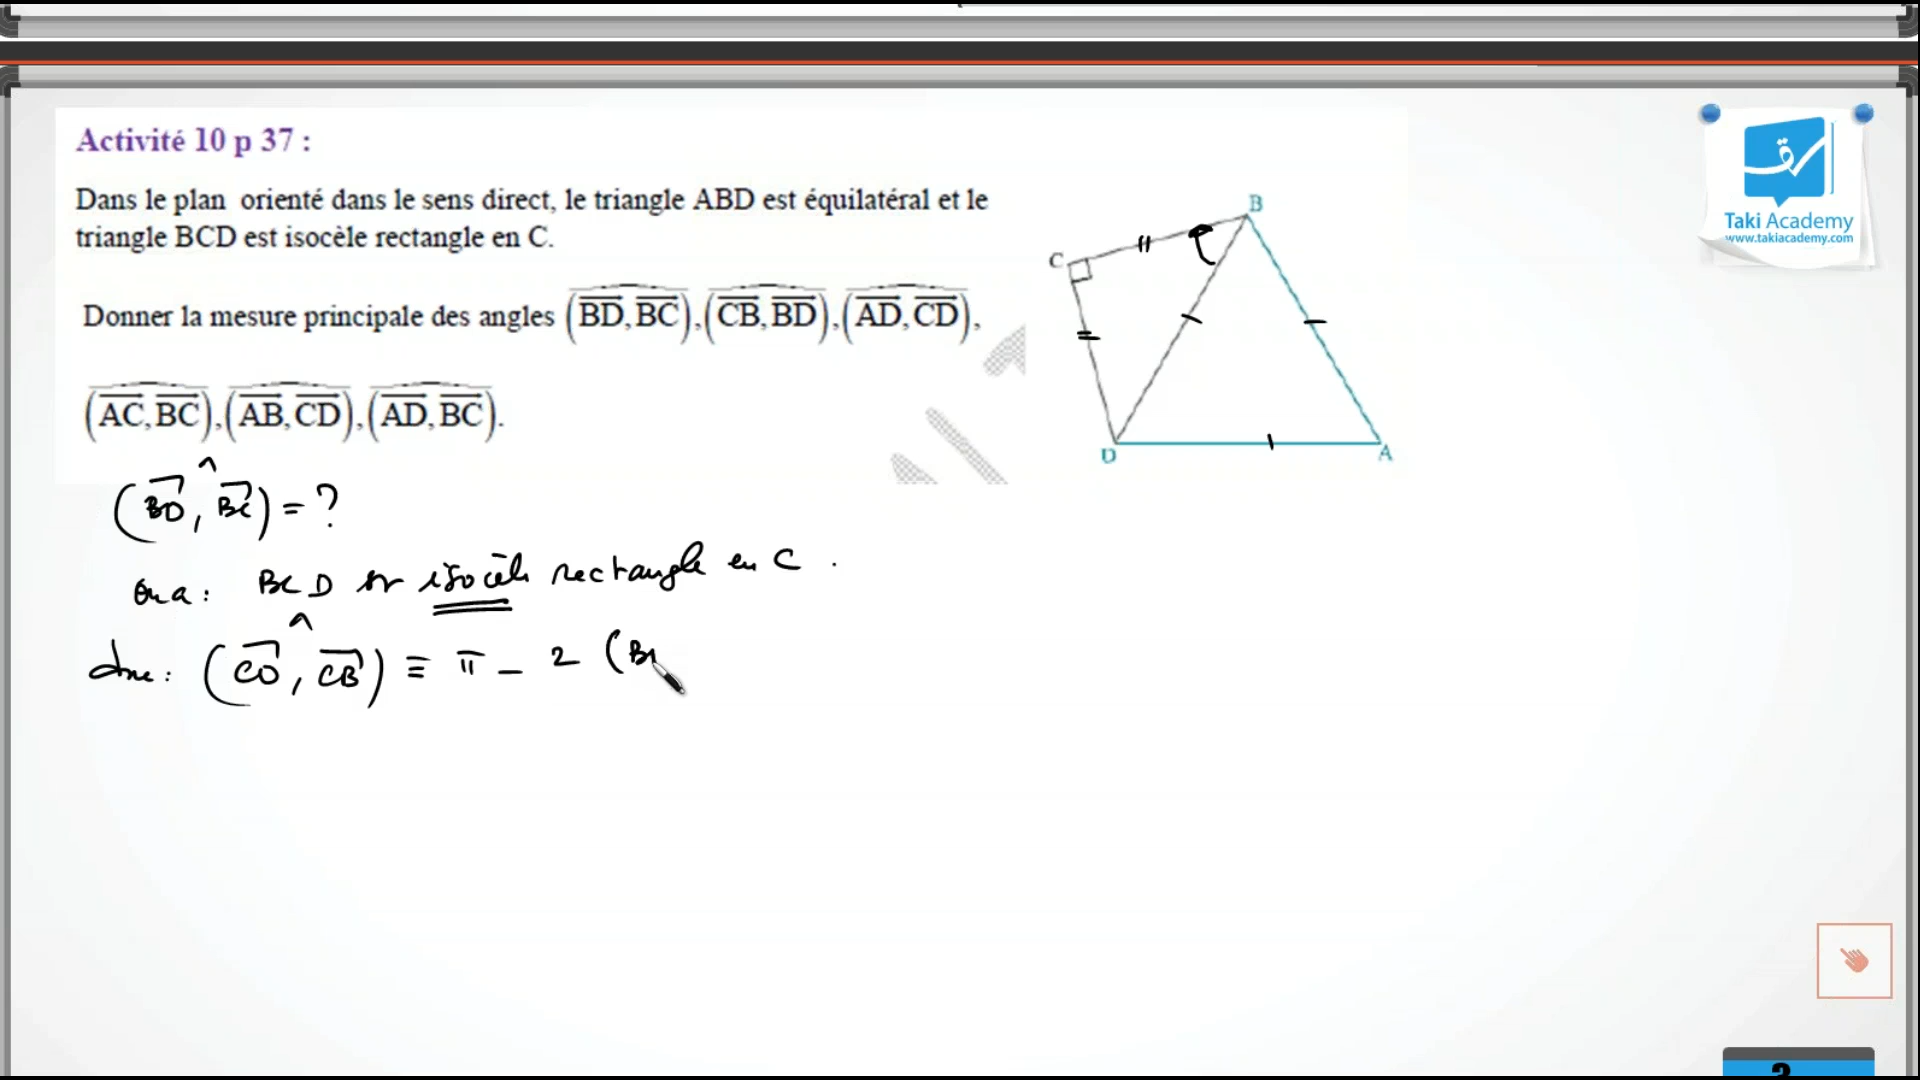 Activité 10 p 37 :
Dans le plan orienté dans le sens direct, le triangle ABD est équilatéral et le
triangle BCD est isocèle rectangle en C.
Donner la mesure principale des angles (BD, BC), (CB, BD), (AD, CD),
(AC, BC), (AB, CD), (AD, BC).
B
C
D
A
قـ
Taki Academy
www.takiacademy.com
(BD, BC) = ?
On a : BCD est isocèle rectangle en C .
donc : (CD, CB) ≡ π - 2 (B
2